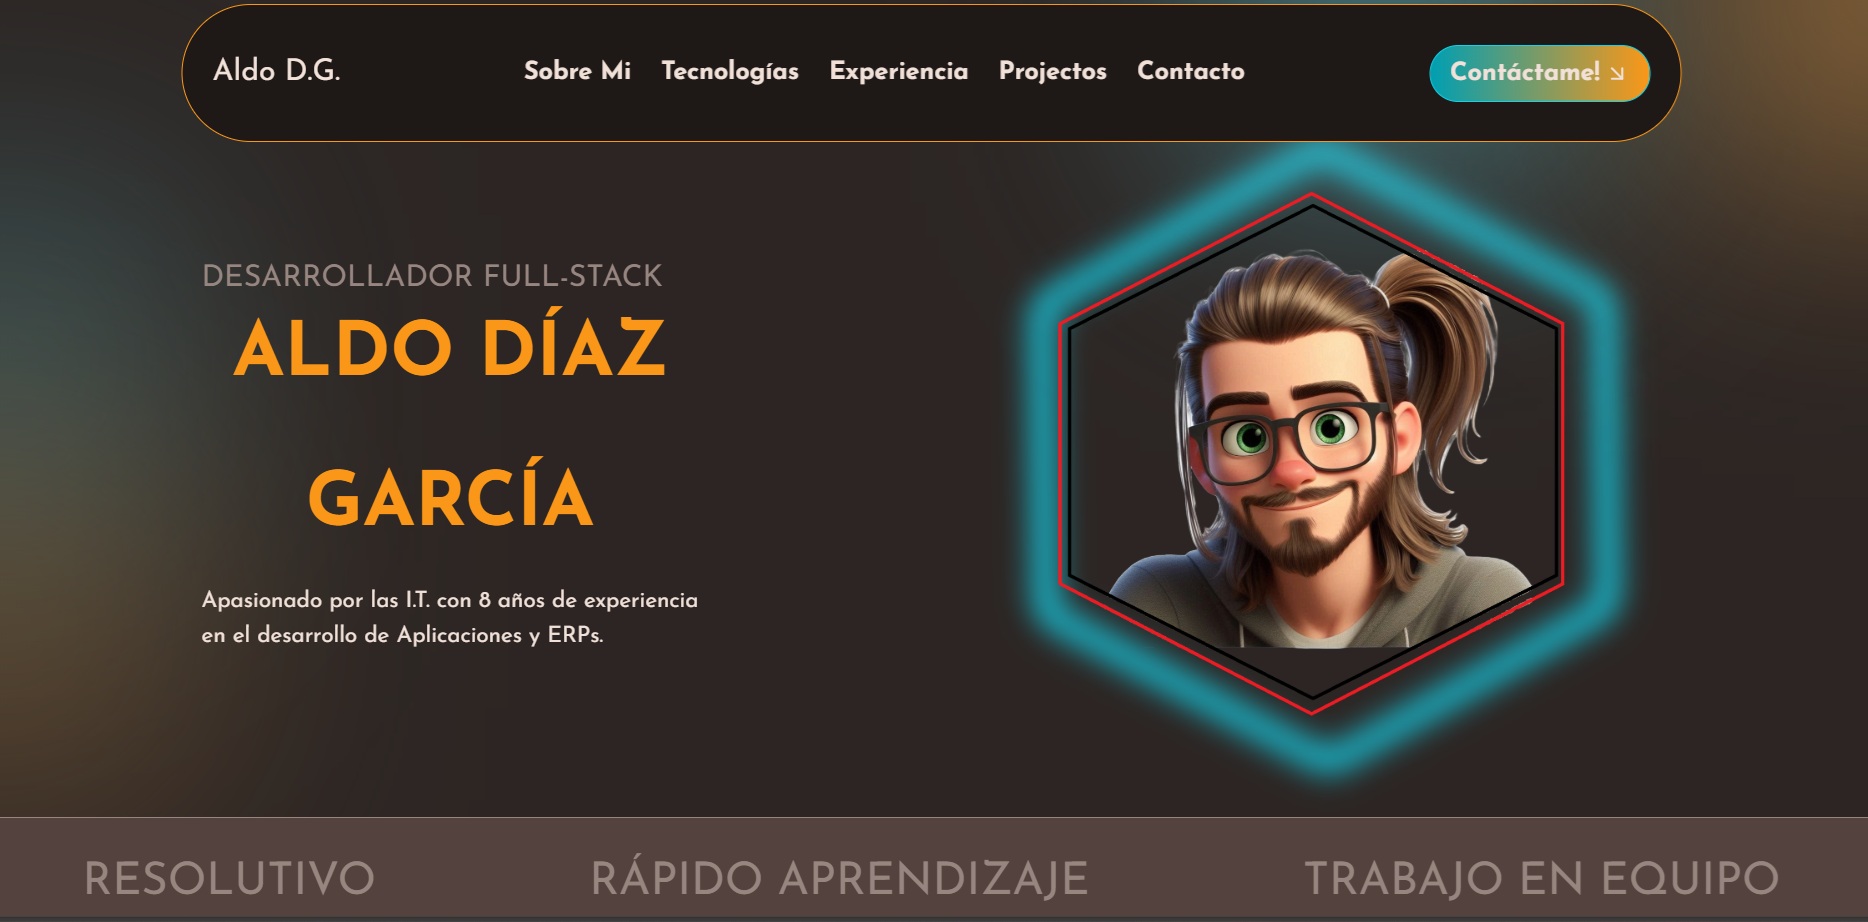 Aldo D.G.
Sobre Mi
Tecnologías
Experiencia
Projectos
Contacto
Contáctame!
DESARROLLADOR FULL-STACK
ALDO DÍAZ
GARCÍA
Apasionado por las I.T. con 8 años de experiencia
en el desarrollo de Aplicaciones y ERPs.
RESOLUTIVO
RÁPIDO APRENDIZAJE
TRABAJO EN EQUIPO